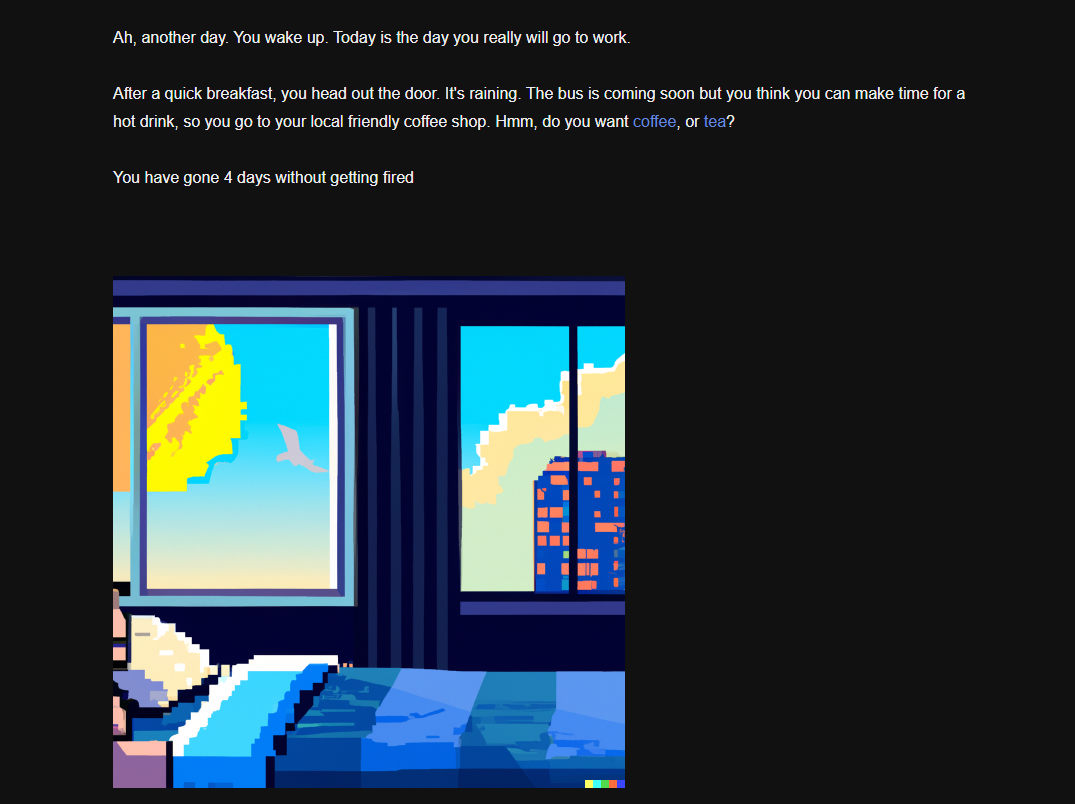 Ah, another day. You wake up. Today is the day you really will go to work.
After a quick breakfast, you head out the door. It's raining. The bus is coming soon but you think you can make time for a
hot drink, so you go to your local friendly coffee shop. Hmm, do you want coffee, or tea?
You have gone 4 days without getting fired